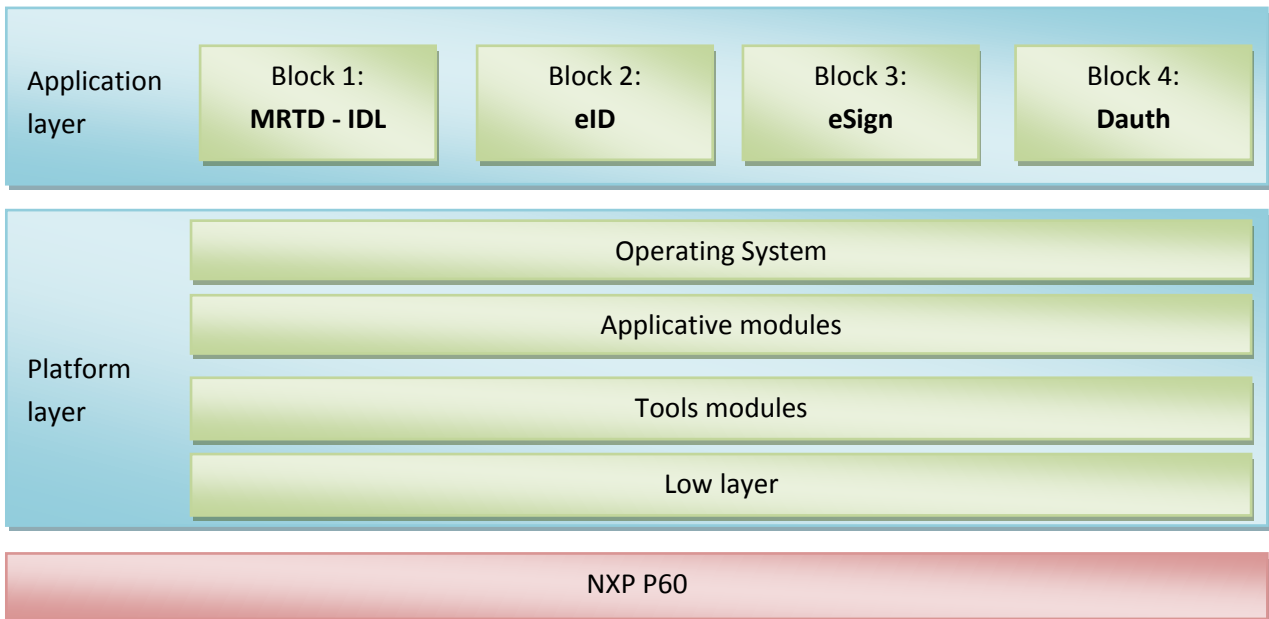 Application
layer
Block 1:
MRTD - IDL
Block 2:
eID
Block 3:
eSign
Block 4:
Dauth
Platform
layer
Operating System
Applicative modules
Tools modules
Low layer
NXP P60